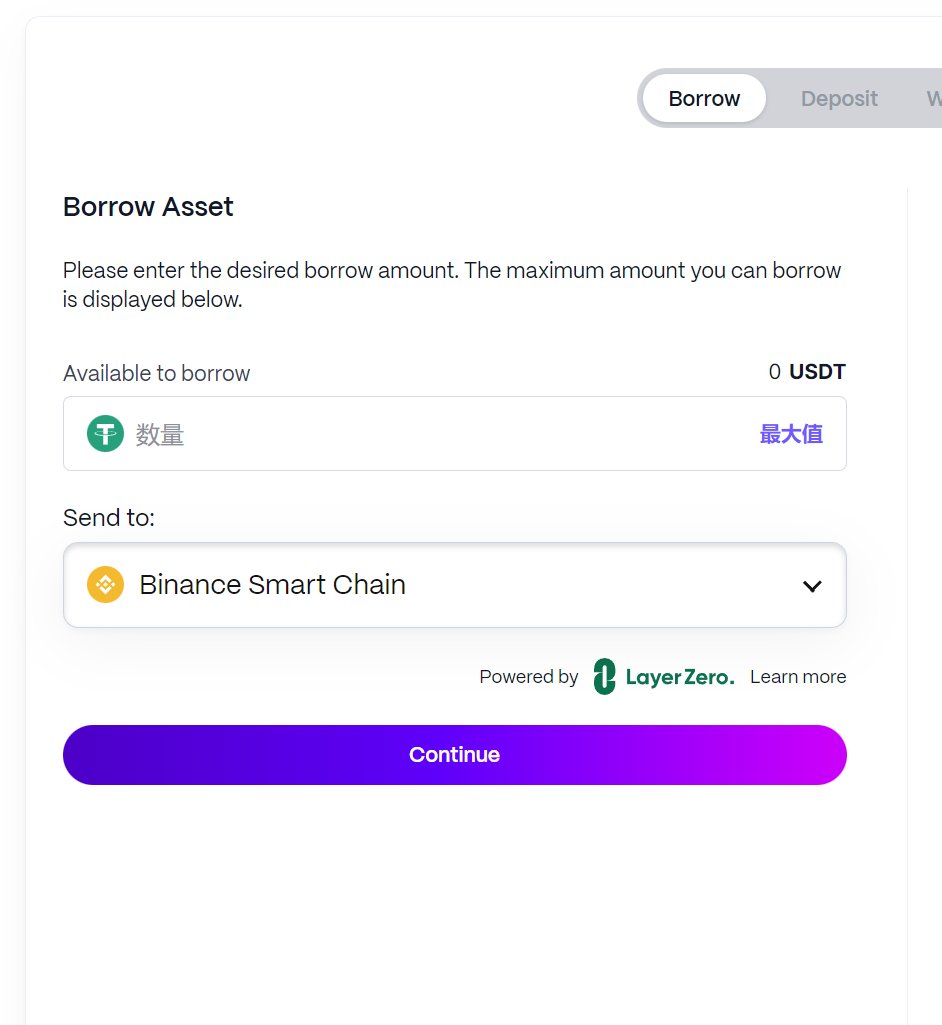 Borrow
Deposit
W
Borrow Asset
Please enter the desired borrow amount. The maximum amount you can borrow
is displayed below.
Available to borrow
0 USDT
数量
最大值
Send to:
Binance Smart Chain
Powered by LayerZero. Learn more
Continue